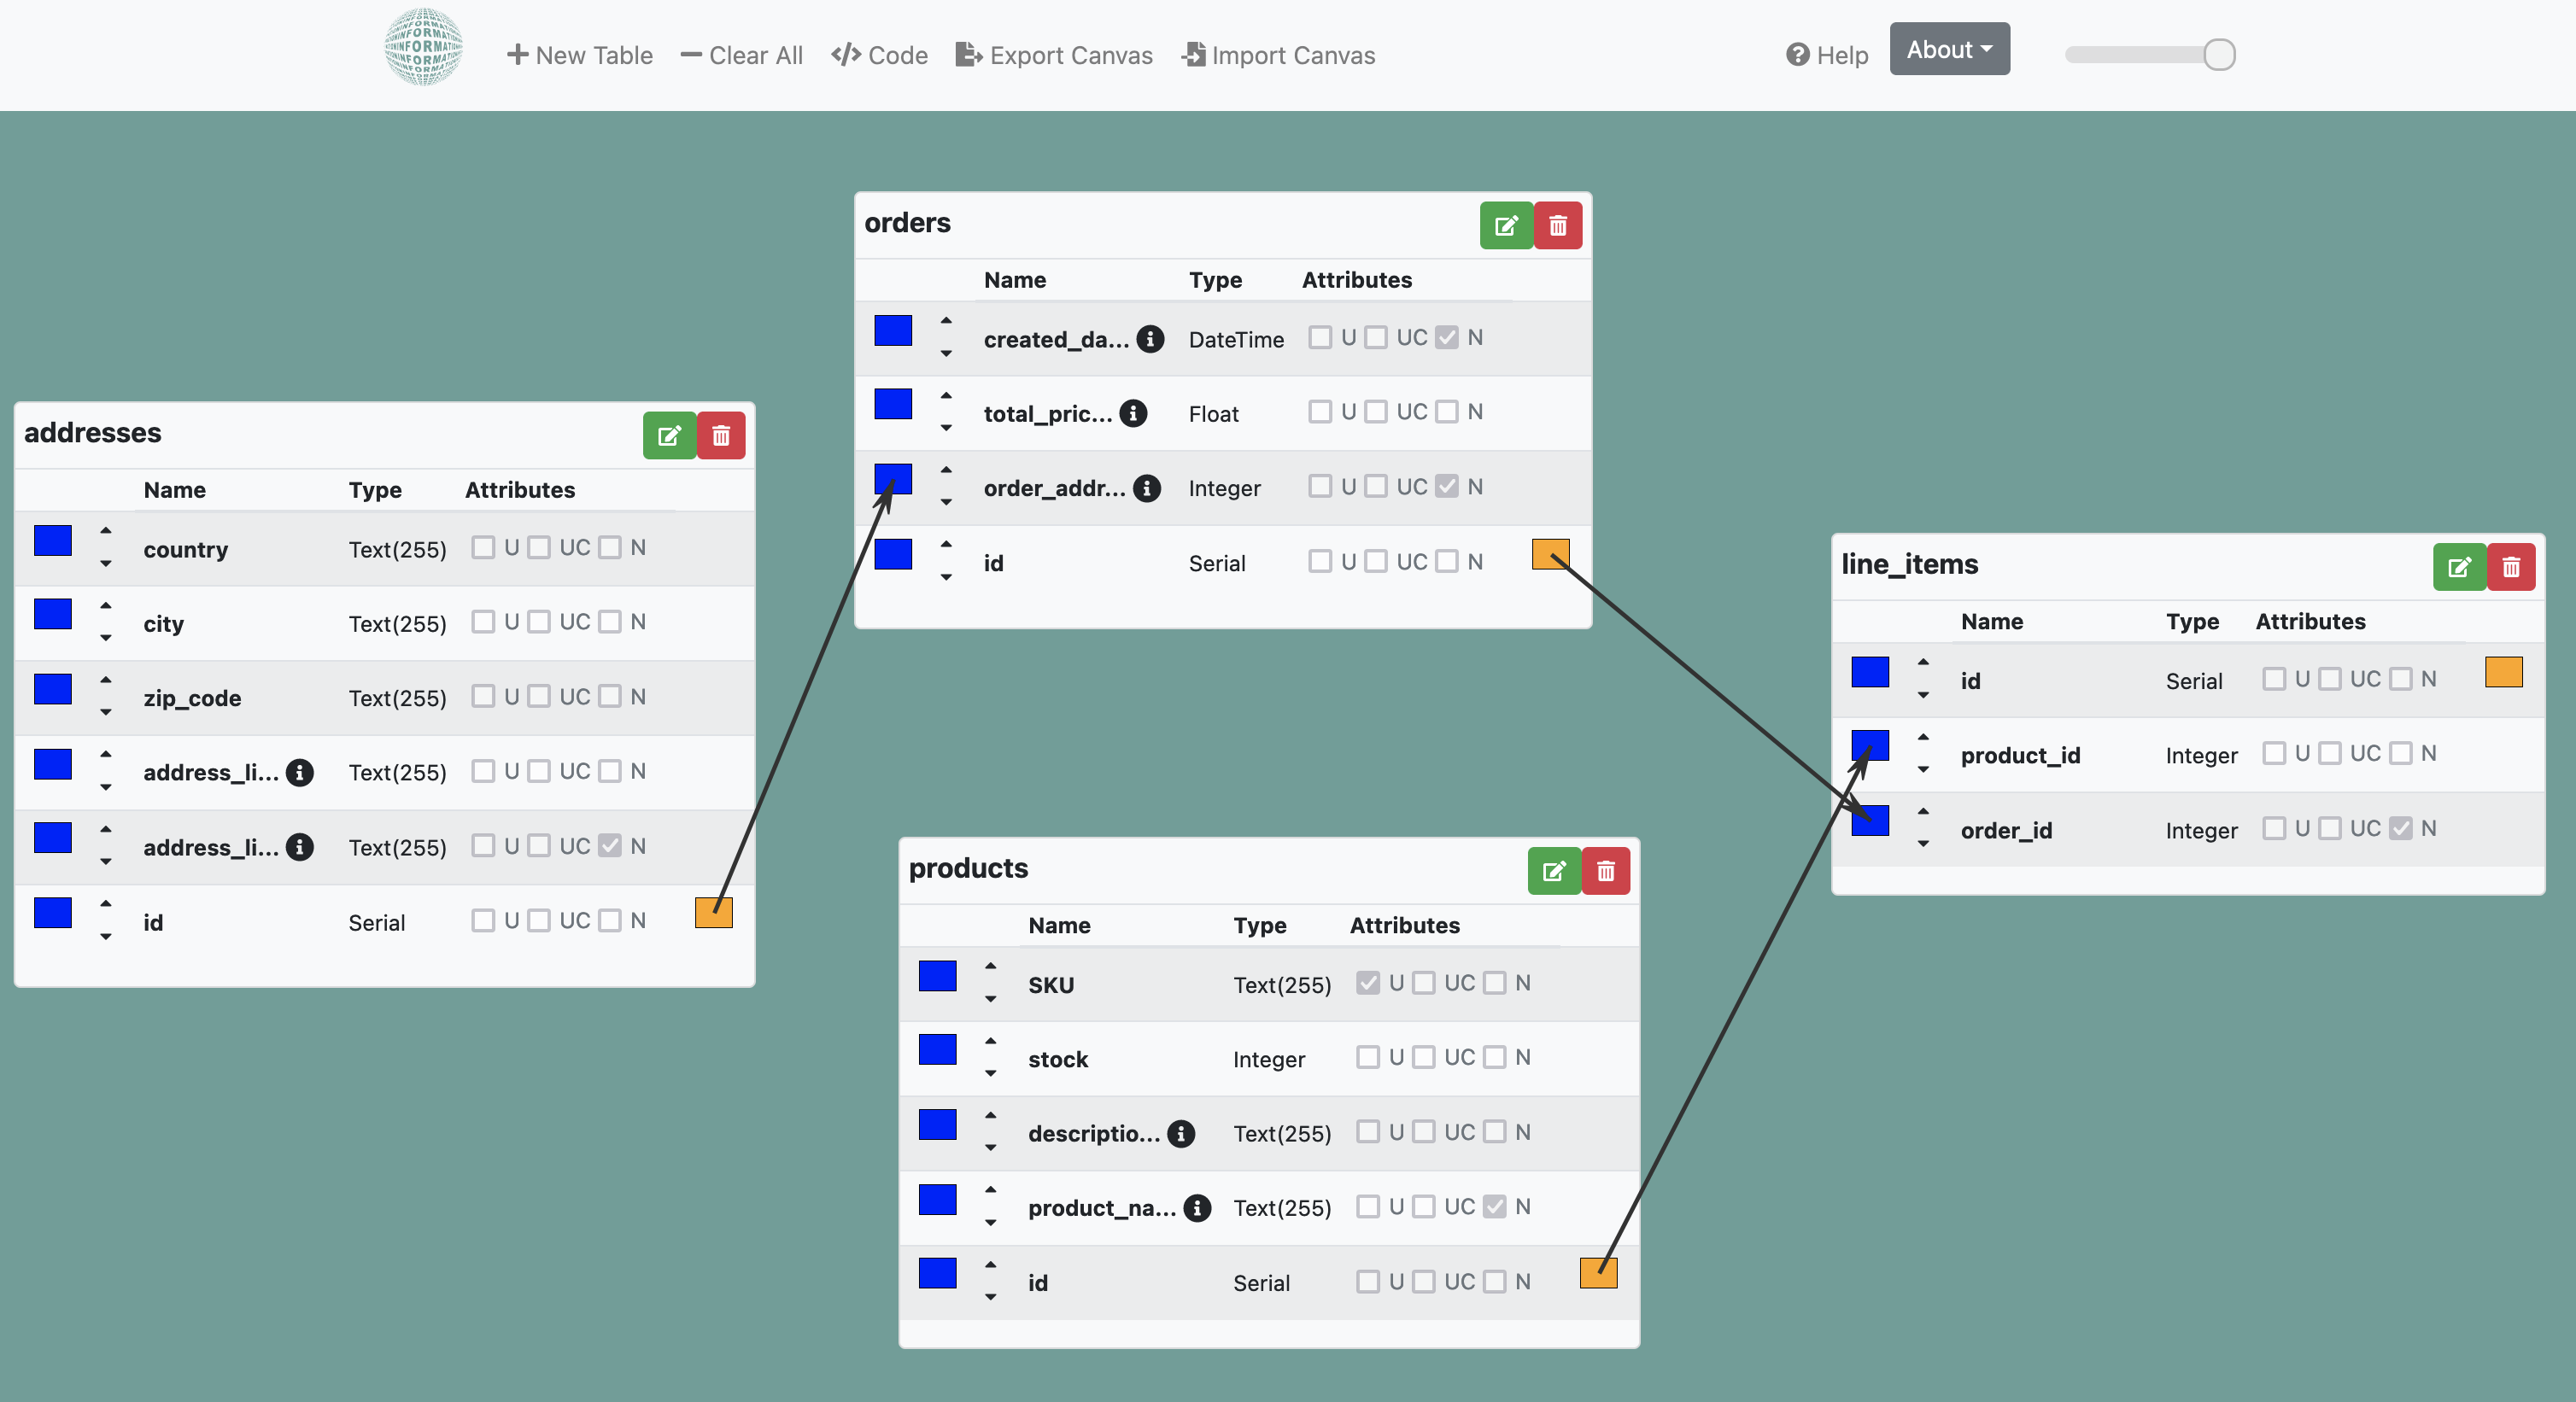 INFORMATION
New Table
Clear All
Code
Export Canvas
Import Canvas
Help
About
addresses
Name Type Attributes
country Text(255) U UC N
city Text(255) U UC N
zip_code Text(255) U UC N
address_li... Text(255) U UC N
address_li... Text(255) U UC N
id Serial U UC N
orders
Name Type Attributes
created_da... DateTime U UC N
total_pric... Float U UC N
order_addr... Integer U UC N
id Serial U UC N
products
Name Type Attributes
SKU Text(255) U UC N
stock Integer U UC N
descriptio... Text(255) U UC N
product_na... Text(255) U UC N
id Serial U UC N
line_items
Name Type Attributes
id Serial U UC N
product_id Integer U UC N
order_id Integer U UC N